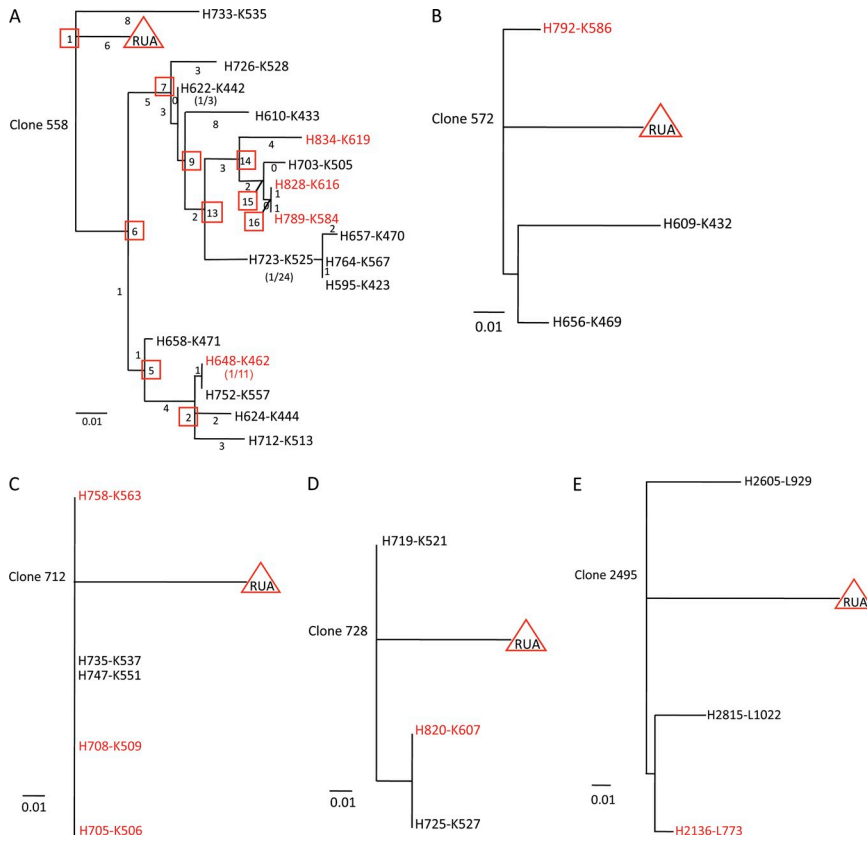 A
H733-K535
8
1
6
RUA
H726-K528
3
7
H622-K442
0
(1/3)
5
3
H610-K433
8
Clone 558
H834-K619
4
9
3
14
H703-K505
0
2
H828-K616
15
1
0
1
2
13
16
H789-K584
6
2
H657-K470
H723-K525
H764-K567
(1/24)
1
H595-K423
1
H658-K471
1
H648-K462
5
1
(1/11)
H752-K557
4
2
H624-K444
2
0.01
H712-K513
3
B
H792-K586
Clone 572
RUA
H609-K432
0.01
H656-K469
C
H758-K563
Clone 712
RUA
H735-K537
H747-K551
H708-K509
0.01
H705-K506
D
H719-K521
Clone 728
RUA
H820-K607
0.01
H725-K527
E
H2605-L929
Clone 2495
RUA
H2815-L1022
0.01
H2136-L773